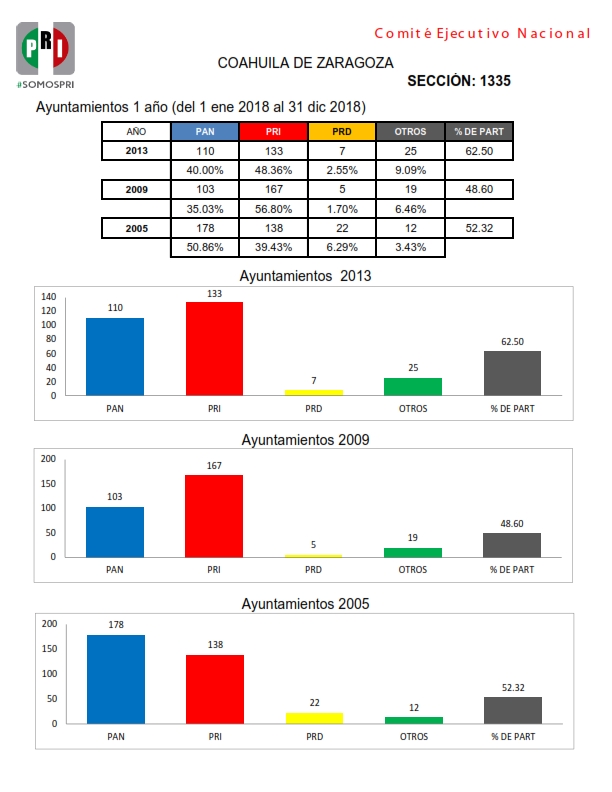 Comité Ejecutivo Nacional
PRI
#SOMOSPRI
COAHUILA DE ZARAGOZA
SECCIÒN: 1335
Ayuntamientos 1 año (del 1 ene 2018 al 31 dic 2018)
AÑO PAN PRI PRD OTROS % DE PART
2013 110 133 7 25 62.50
40.00% 48.36% 2.55% 9.09%
2009 103 167 5 19 48.60
35.03% 56.80% 1.70% 6.46%
2005 178 138 22 12 52.32
50.86% 39.43% 6.29% 3.43%
Ayuntamientos 2013
140
120
100
80
60
40
20
0
110 133 7 25 62.50
PAN PRI PRD OTROS % DE PART
Ayuntamientos 2009
200
150
100
50
0
103 167 5 19 48.60
PAN PRI PRD OTROS % DE PART
Ayuntamientos 2005
200
150
100
50
0
178 138 22 12 52.32
PAN PRI PRD OTROS % DE PART